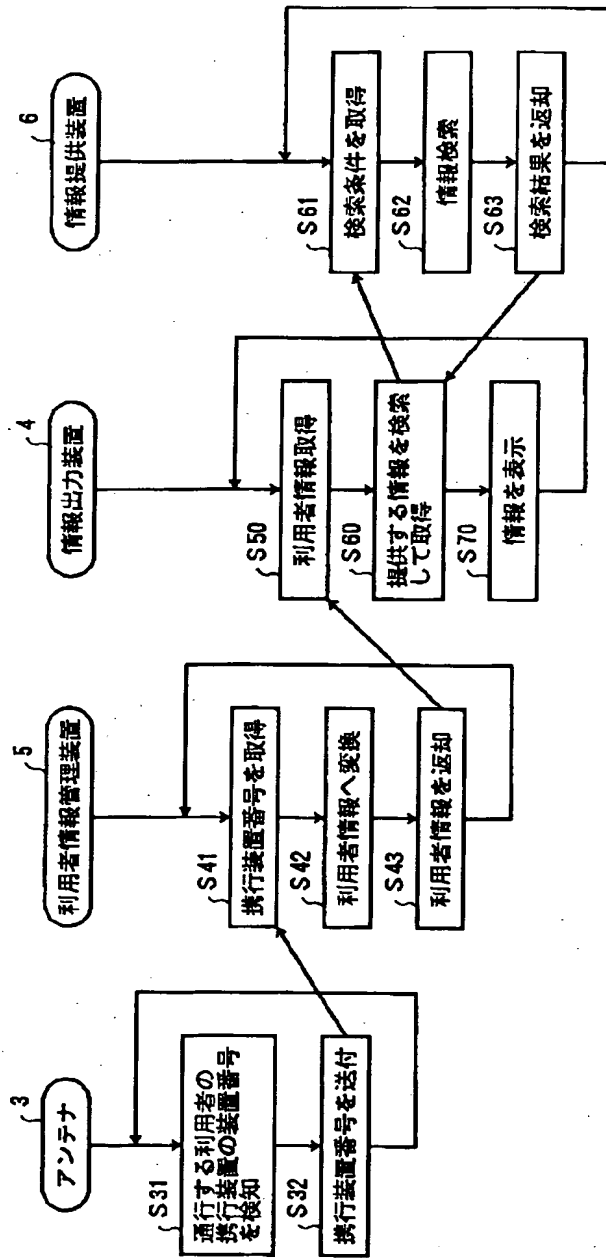 3
アンテナ
S31
通行する利用者の
携行装置の装置番号
を検知
S32
携行装置番号を送付
5
利用者情報管理装置
S41
携行装置番号を取得
S42
利用者情報へ変換
S43
利用者情報を返却
4
情報出力装置
S50
利用者情報取得
S60
提供する情報を検索
して取得
S70
情報を表示
6
情報提供装置
S61
検索条件を取得
S62
情報検索
S63
検索結果を返却